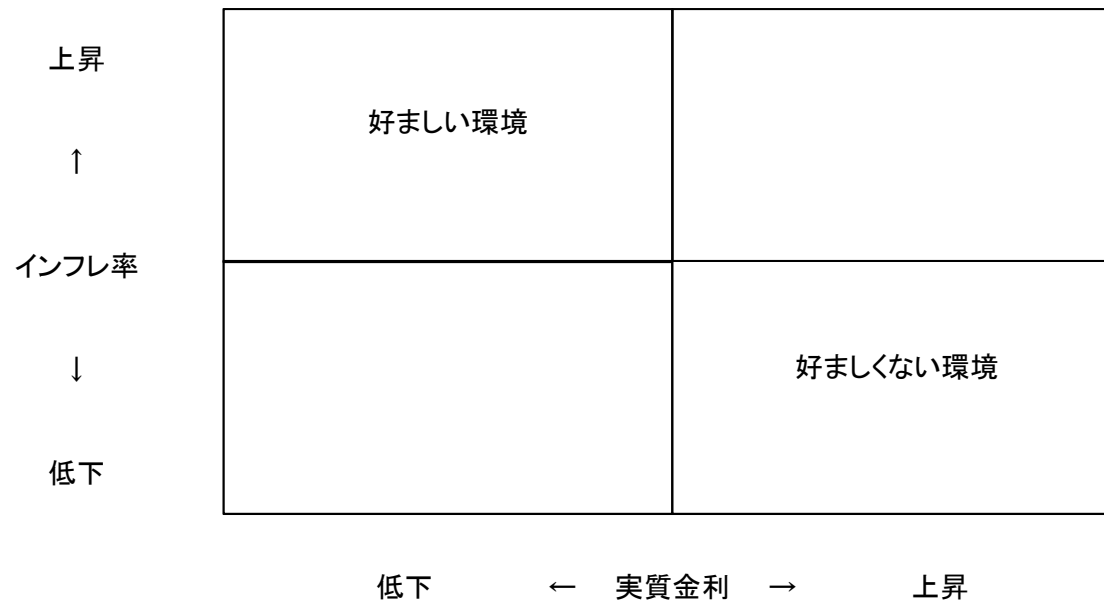 上昇
好ましい環境
↑
インフレ率
↓
好ましくない環境
低下
低下 ← 実質金利 → 上昇